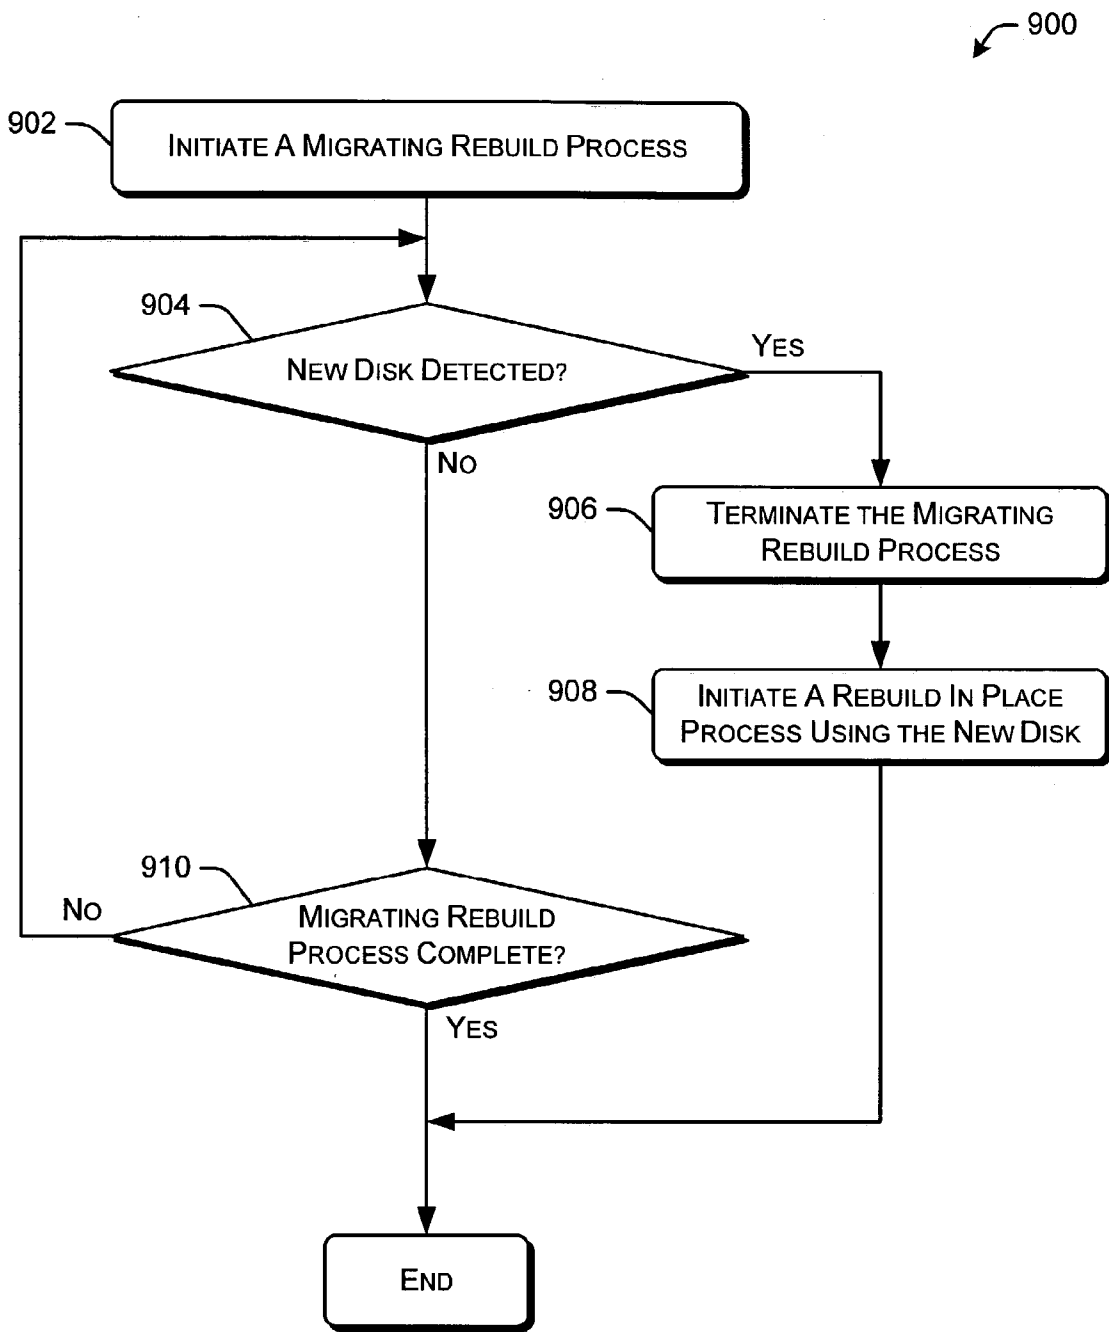 900
902
INITIATE A MIGRATING REBUILD PROCESS
904
NEW DISK DETECTED?
YES
NO
906
TERMINATE THE MIGRATING
REBUILD PROCESS
908
INITIATE A REBUILD IN PLACE
PROCESS USING THE NEW DISK
910
NO
MIGRATING REBUILD
PROCESS COMPLETE?
YES
END